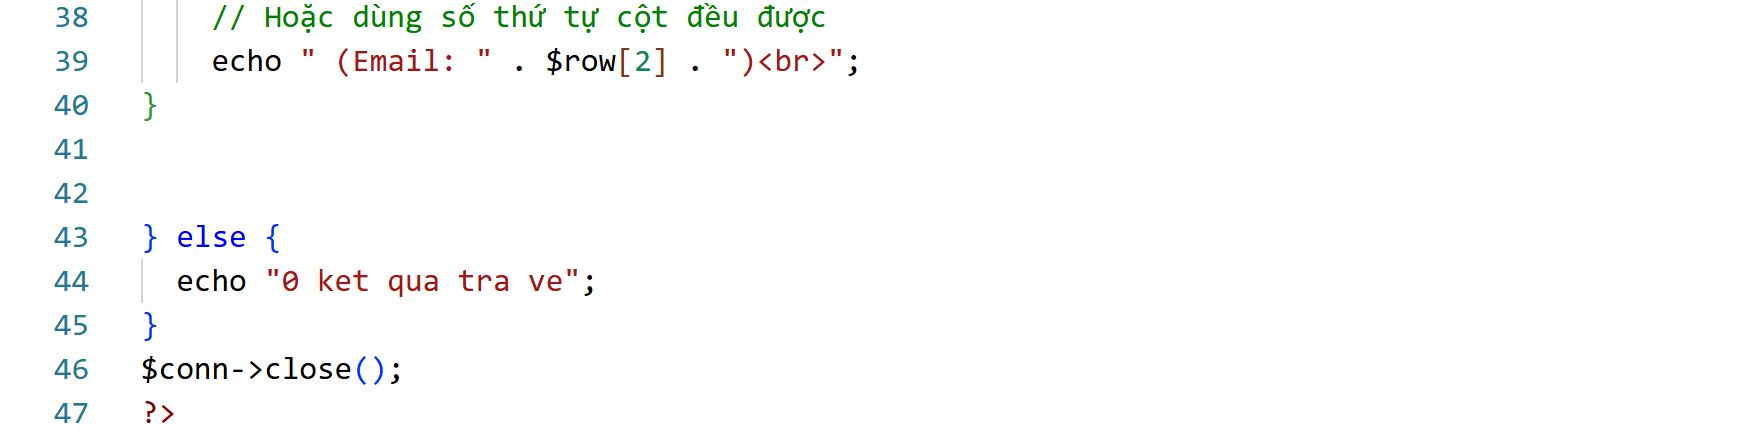 38 // Hoặc dùng số thứ tự cột đều được
39 echo " (Email: " . $row[2] . ")<br>";
40 }
41
42
43 } else {
44 echo "0 ket qua tra ve";
45 }
46 $conn->close();
47 ?>